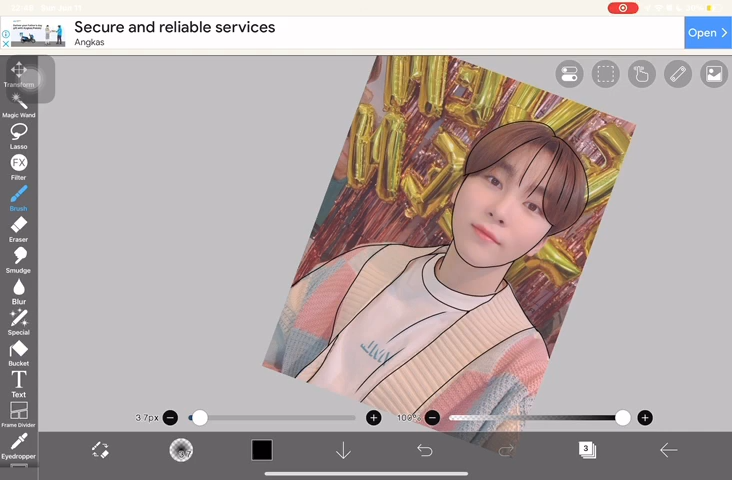 Secure and reliable services
Angkas
Open
Transform
Magic Wand
Lasso
FX
Filter
Brush
Eraser
Smudge
Blur
Special
Bucket
T
Text
Frame Divider
Eyedropper
3.7px
100%
3